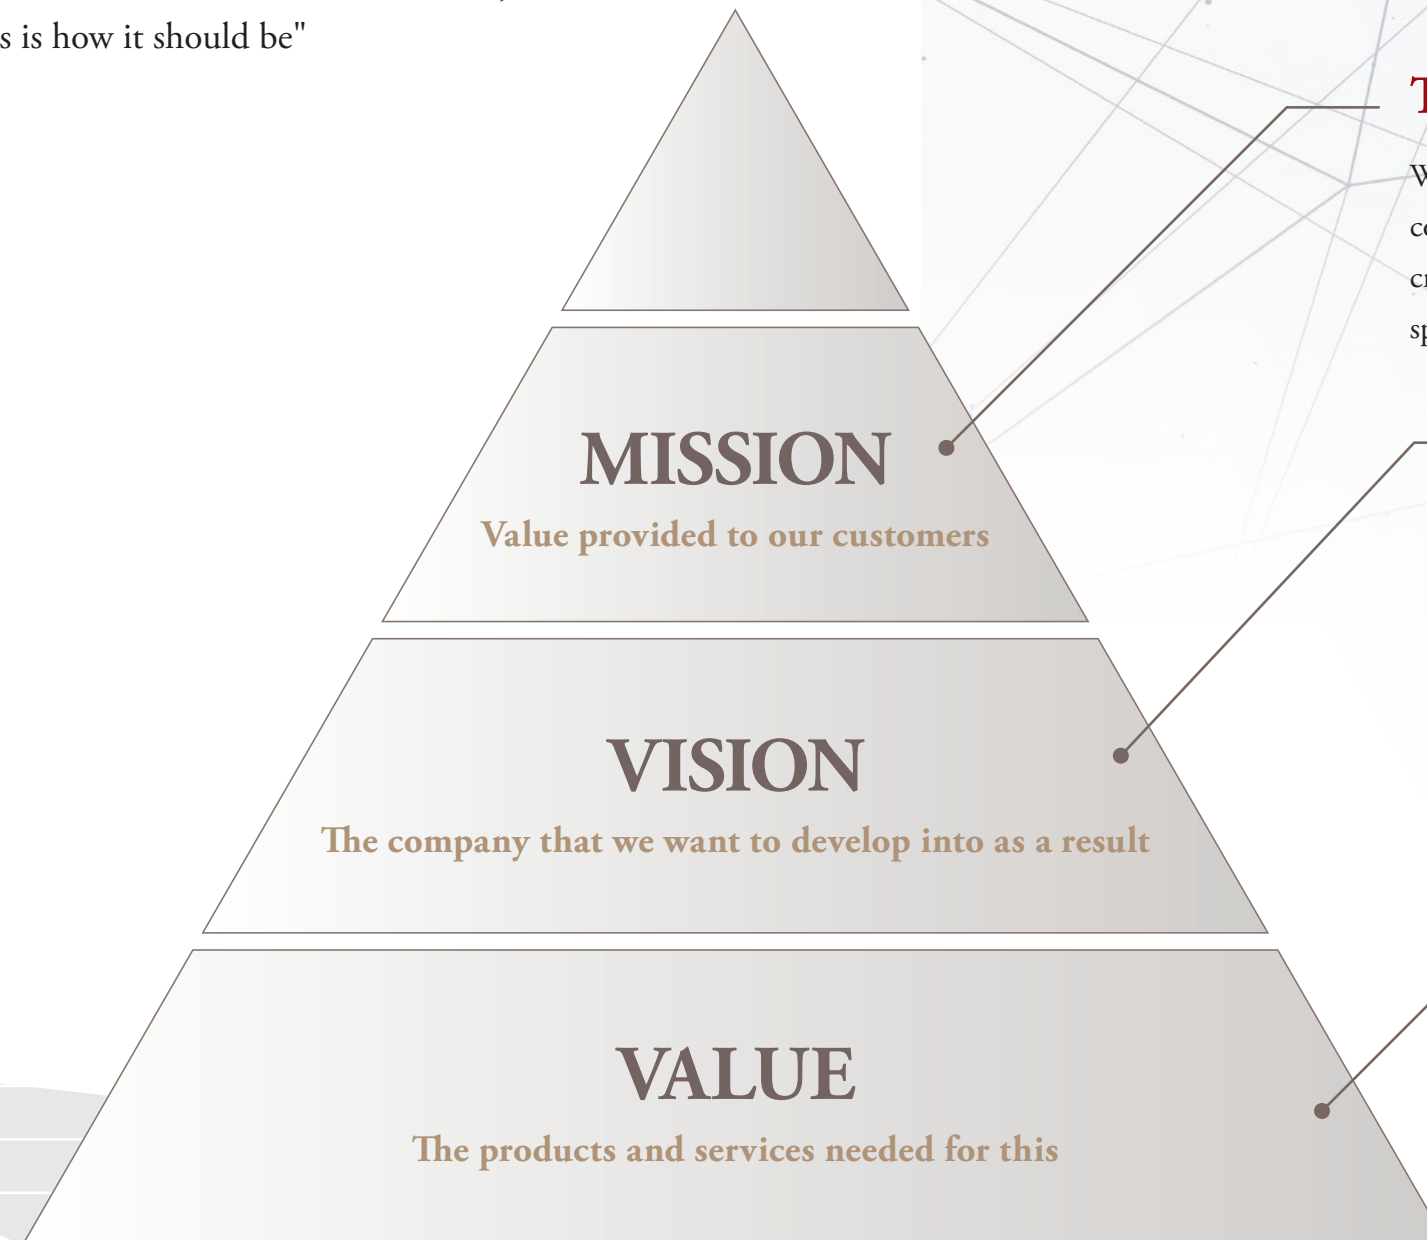 s is how it should be"
MISSION
Value provided to our customers
VISION
The company that we want to develop into as a result
VALUE
The products and services needed for this